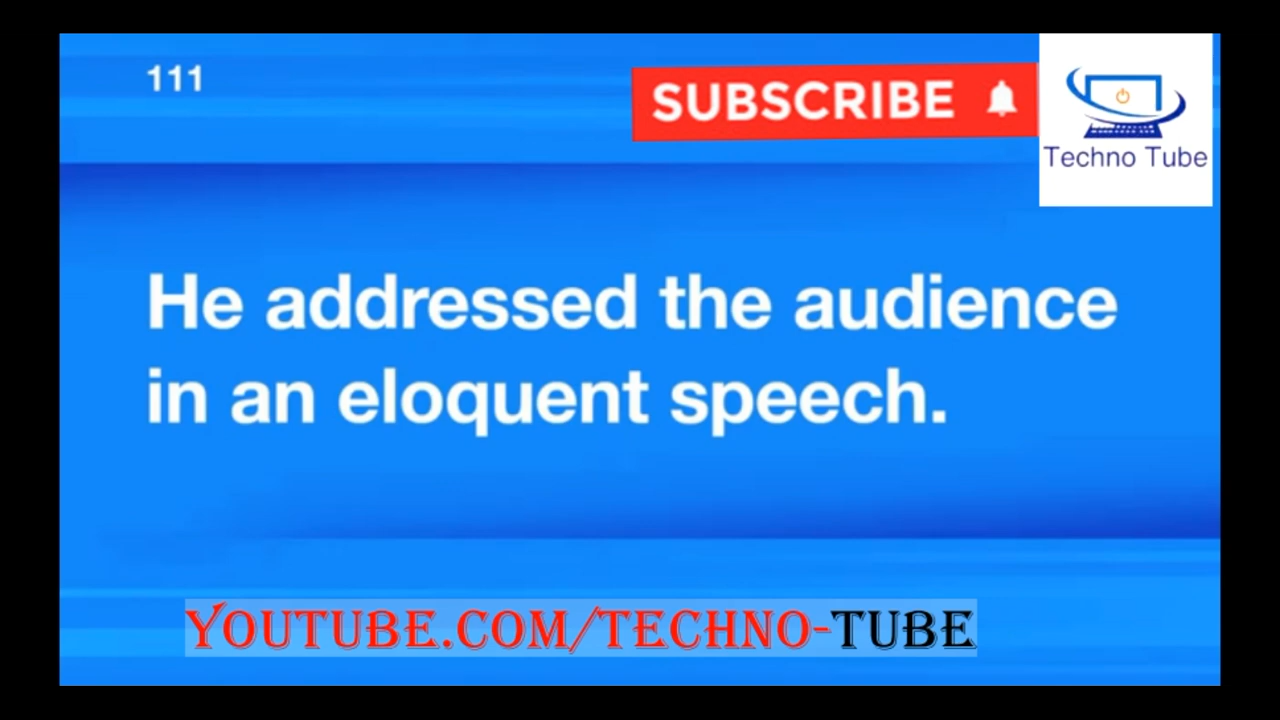 111
SUBSCRIBE
Techno Tube
He addressed the audience
in an eloquent speech.
YOUTUBE.COM/TECHNO-TUBE